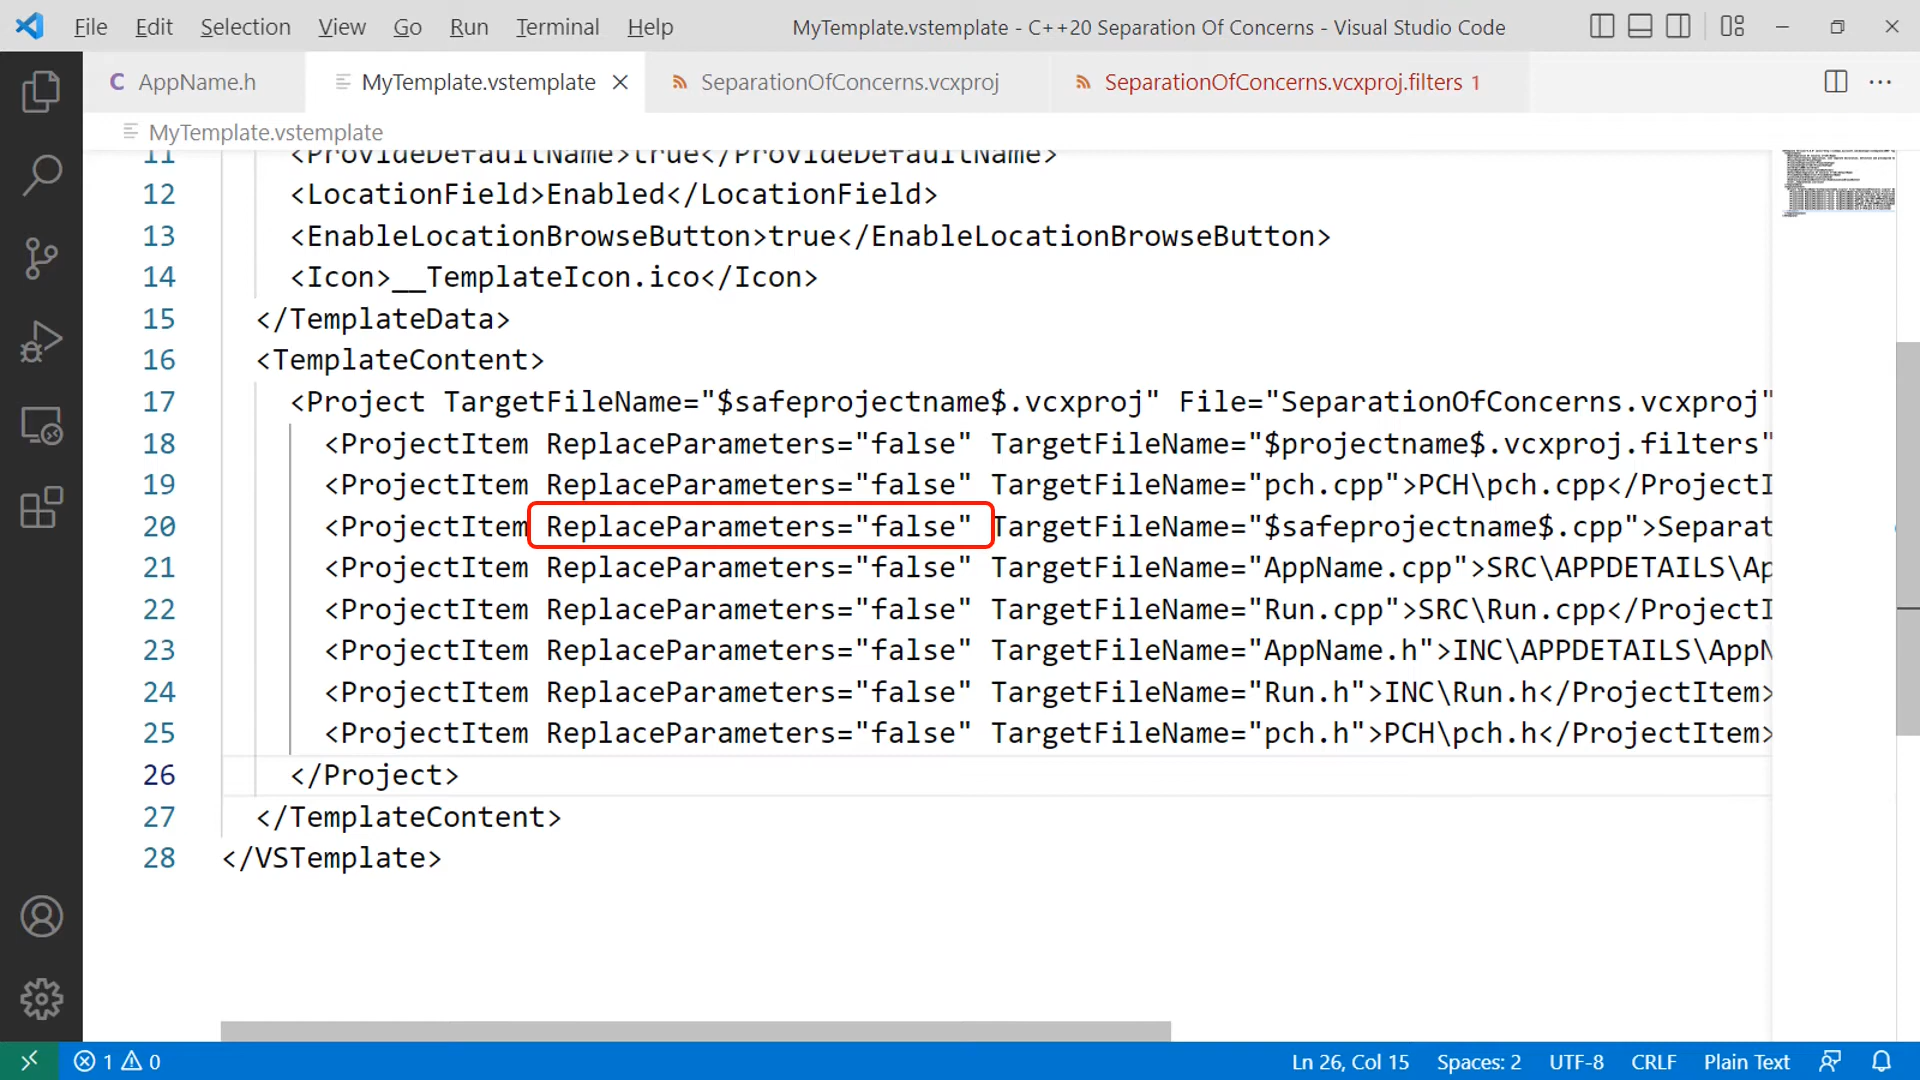 File Edit Selection View Go Run Terminal Help MyTemplate.vstemplate - C++20 Separation Of Concerns - Visual Studio Code
C AppName.h MyTemplate.vstemplate SeparationOfConcerns.vcxproj SeparationOfConcerns.vcxproj.filters 1
MyTemplate.vstemplate
11 <ProvideDefaultName>true</ProvideDefaultName>
12 <LocationField>Enabled</LocationField>
13 <EnableLocationBrowseButton>true</EnableLocationBrowseButton>
14 <Icon>__TemplateIcon.ico</Icon>
15 </TemplateData>
16 <TemplateContent>
17 <Project TargetFileName="$safeprojectname$.vcxproj" File="SeparationOfConcerns.vcxproj"
18 <ProjectItem ReplaceParameters="false" TargetFileName="$projectname$.vcxproj.filters"
19 <ProjectItem ReplaceParameters="false" TargetFileName="pch.cpp">PCH\pch.cpp</ProjectI
20 <ProjectItem ReplaceParameters="false" TargetFileName="$safeprojectname$.cpp">Separat
21 <ProjectItem ReplaceParameters="false" TargetFileName="AppName.cpp">SRC\APPDETAILS\Ap
22 <ProjectItem ReplaceParameters="false" TargetFileName="Run.cpp">SRC\Run.cpp</ProjectI
23 <ProjectItem ReplaceParameters="false" TargetFileName="AppName.h">INC\APPDETAILS\AppN
24 <ProjectItem ReplaceParameters="false" TargetFileName="Run.h">INC\Run.h</ProjectItem>
25 <ProjectItem ReplaceParameters="false" TargetFileName="pch.h">PCH\pch.h</ProjectItem>
26 </Project>
27 </TemplateContent>
28 </VSTemplate>
1 0 Ln 26, Col 15 Spaces: 2 UTF-8 CRLF Plain Text